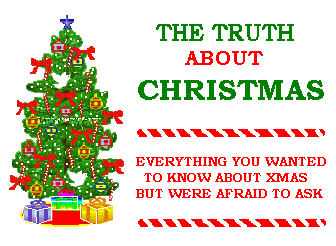 THE TRUTH
ABOUT
CHRISTMAS
EVERYTHING YOU WANTED
TO KNOW ABOUT XMAS
BUT WERE AFRAID TO ASK